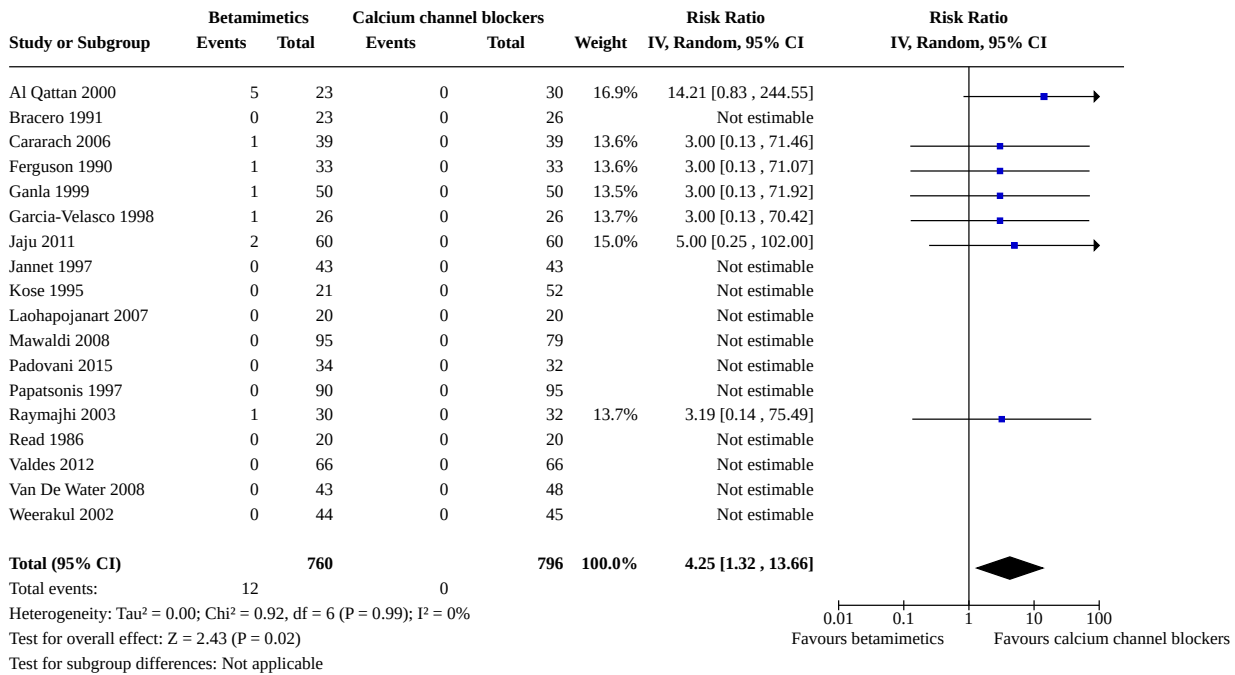 Betamimetics Calcium channel blockers Risk Ratio Risk Ratio
Study or Subgroup Events Total Events Total Weight IV, Random, 95% CI IV, Random, 95% CI
Al Qattan 2000 5 23 0 30 16.9% 14.21 [0.83 , 244.55]
Bracero 1991 0 23 0 26 Not estimable
Cararach 2006 1 39 0 39 13.6% 3.00 [0.13 , 71.46]
Ferguson 1990 1 33 0 33 13.6% 3.00 [0.13 , 71.07]
Ganla 1999 1 50 0 50 13.5% 3.00 [0.13 , 71.92]
Garcia-Velasco 1998 1 26 0 26 13.7% 3.00 [0.13 , 70.42]
Jaju 2011 2 60 0 60 15.0% 5.00 [0.25 , 102.00]
Jannet 1997 0 43 0 43 Not estimable
Kose 1995 0 21 0 52 Not estimable
Laohapojanart 2007 0 20 0 20 Not estimable
Mawaldi 2008 0 95 0 79 Not estimable
Padovani 2015 0 34 0 32 Not estimable
Papatsonis 1997 0 90 0 95 Not estimable
Raymajhi 2003 1 30 0 32 13.7% 3.19 [0.14 , 75.49]
Read 1986 0 20 0 20 Not estimable
Valdes 2012 0 66 0 66 Not estimable
Van De Water 2008 0 43 0 48 Not estimable
Weerakul 2002 0 44 0 45 Not estimable
Total (95% CI) 760 796 100.0% 4.25 [1.32 , 13.66]
Total events: 12 0
Heterogeneity: Tau² = 0.00; Chi² = 0.92, df = 6 (P = 0.99); I² = 0%
Test for overall effect: Z = 2.43 (P = 0.02)
Test for subgroup differences: Not applicable
0.01 0.1 1 10 100
Favours betamimetics Favours calcium channel blockers